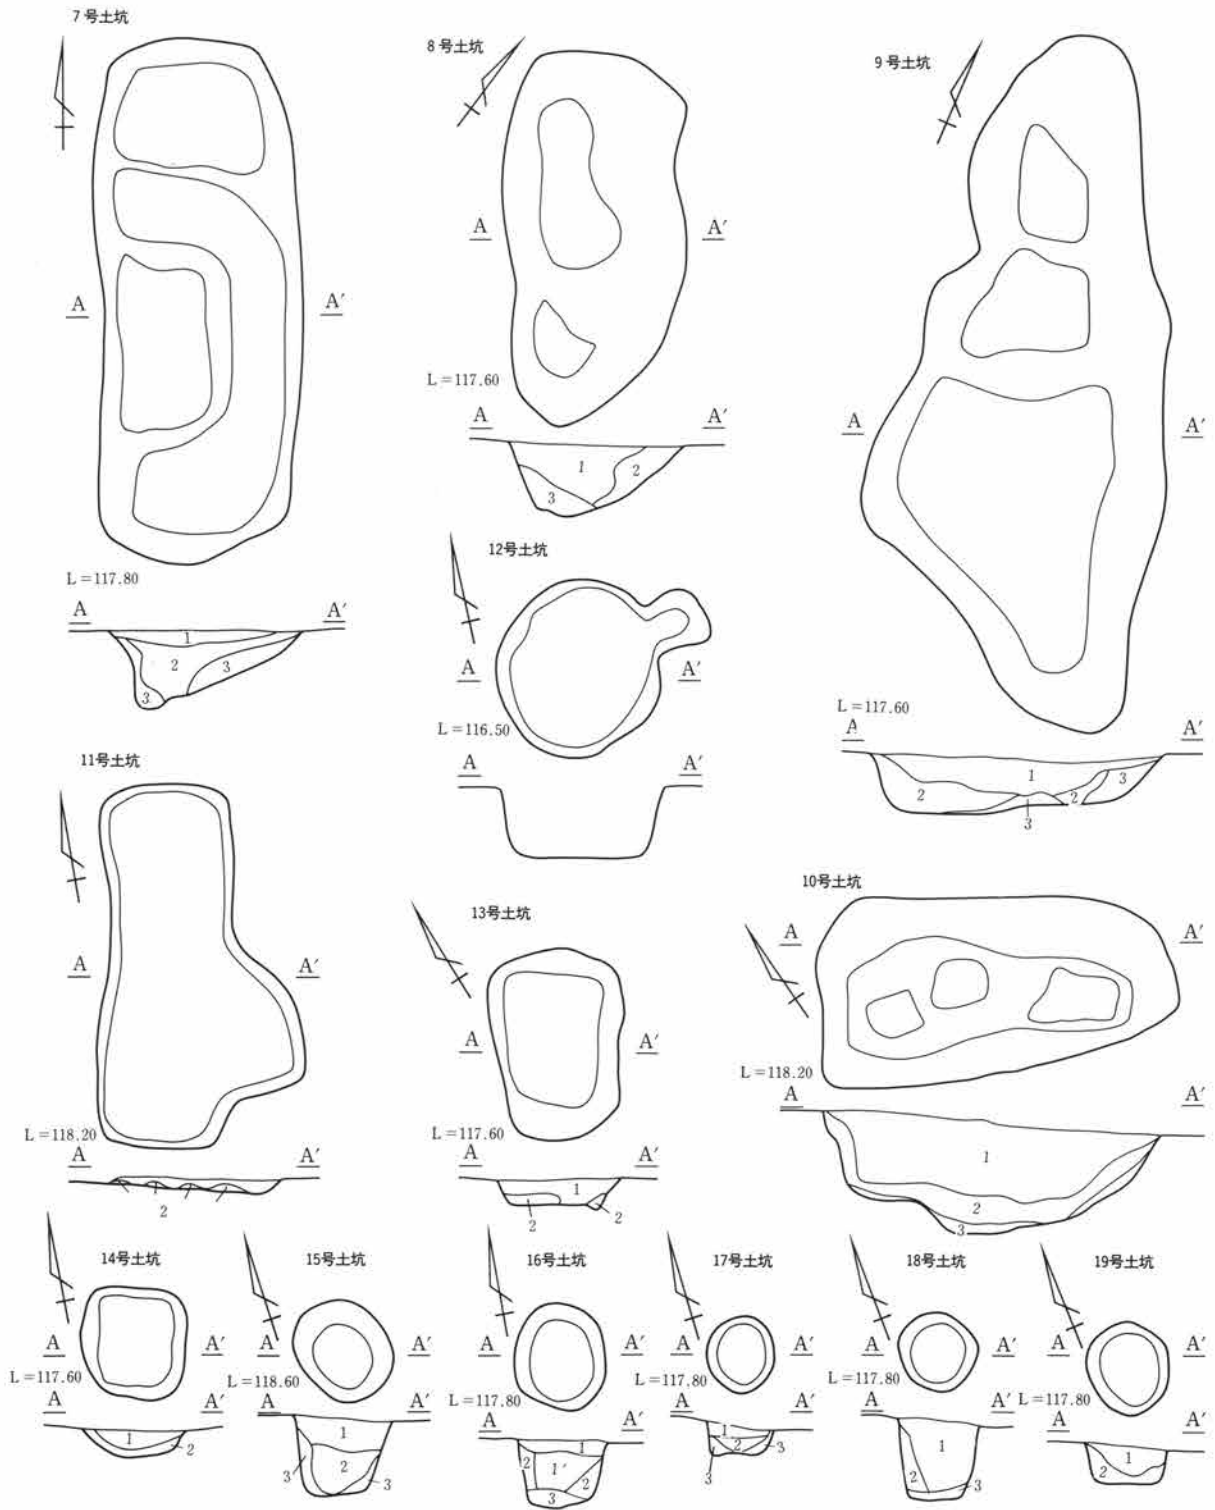 7号土坑
A A′
L=117.80
A A′
1
2 3
3
8号土坑
A A′
L=117.60
A A′
1 2
3
9号土坑
A A′
L=117.60
A A′
1
2 2 3
3
12号土坑
A A′
L=116.50
A A′
11号土坑
A A′
L=118.20
A A′
1
2
13号土坑
A A′
L=117.60
A A′
1
2 2
10号土坑
A A′
L=118.20
A A′
1
2
3
14号土坑
A A′
L=117.60
A A′
1 2
15号土坑
A A′
L=118.60
A A′
1
2
3 3
16号土坑
A A′
L=117.80
A A′
1
2 1′ 2
3
17号土坑
A A′
L=117.80
A A′
1
2 3
3
18号土坑
A A′
L=117.80
A A′
1
2 3
19号土坑
A A′
L=117.80
A A′
1
2